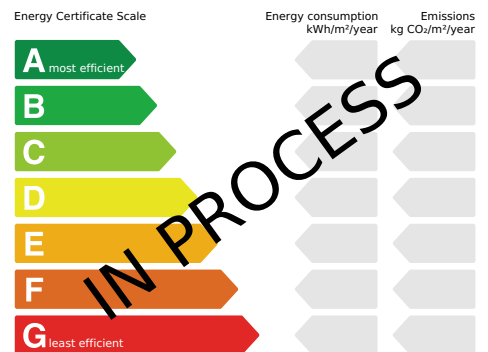 Energy Certificate Scale
Energy consumption
kWh/m²/year
Emissions
kg CO₂/m²/year
A most efficient
B
C
D
E
F
G least efficient
IN PROCESS